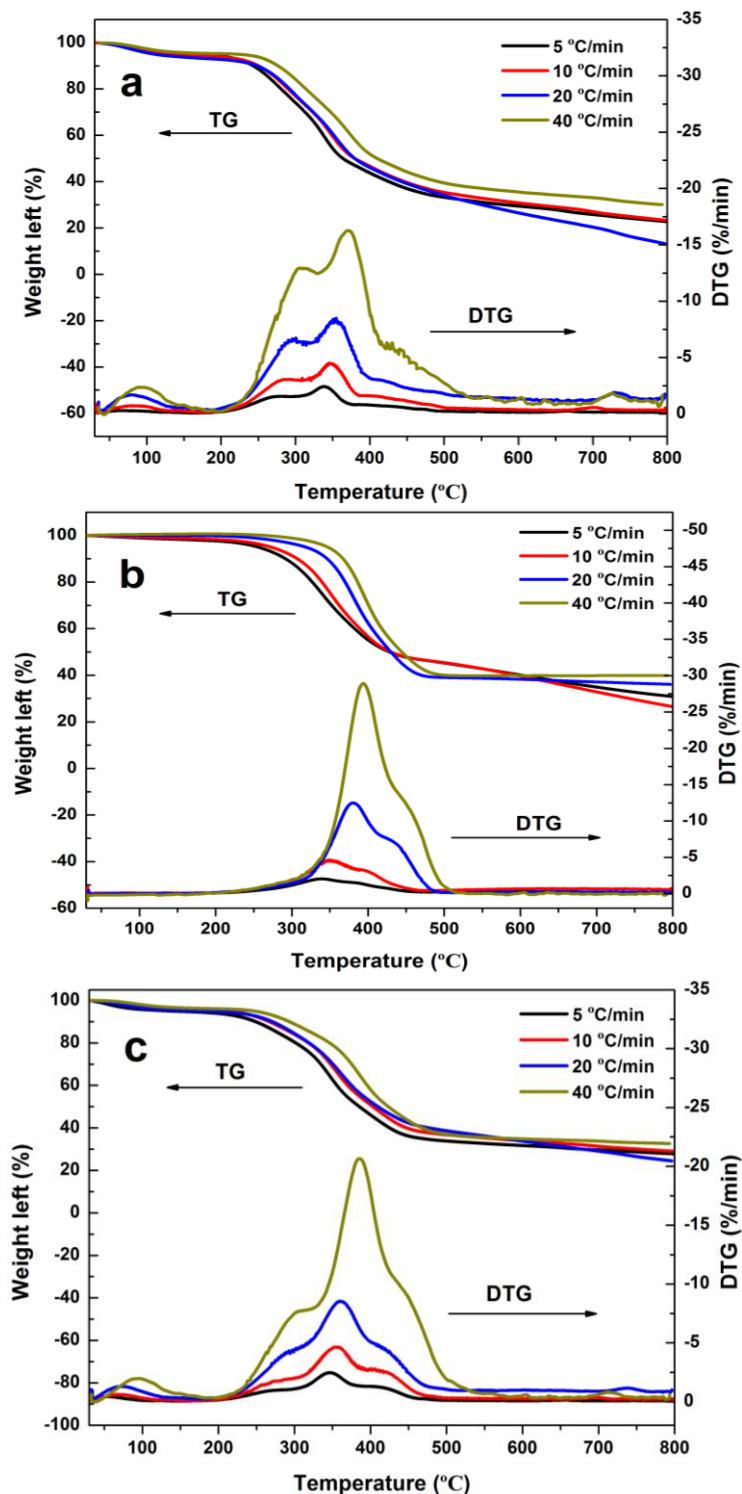 a
TG
DTG
5 °C/min
10 °C/min
20 °C/min
40 °C/min
Weight left (%)
100
80
60
40
20
0
-20
-40
-60
DTG (%/min)
-35
-30
-25
-20
-15
-10
-5
0
100 200 300 400 500 600 700 800
Temperature (°C)
b
TG
DTG
5 °C/min
10 °C/min
20 °C/min
40 °C/min
Weight left (%)
100
80
60
40
20
0
-20
-40
-60
DTG (%/min)
-50
-45
-40
-35
-30
-25
-20
-15
-10
-5
0
100 200 300 400 500 600 700 800
Temperature (°C)
c
TG
DTG
5 °C/min
10 °C/min
20 °C/min
40 °C/min
Weight left (%)
100
80
60
40
20
0
-20
-40
-60
-80
-100
DTG (%/min)
-35
-30
-25
-20
-15
-10
-5
0
100 200 300 400 500 600 700 800
Temperature (°C)